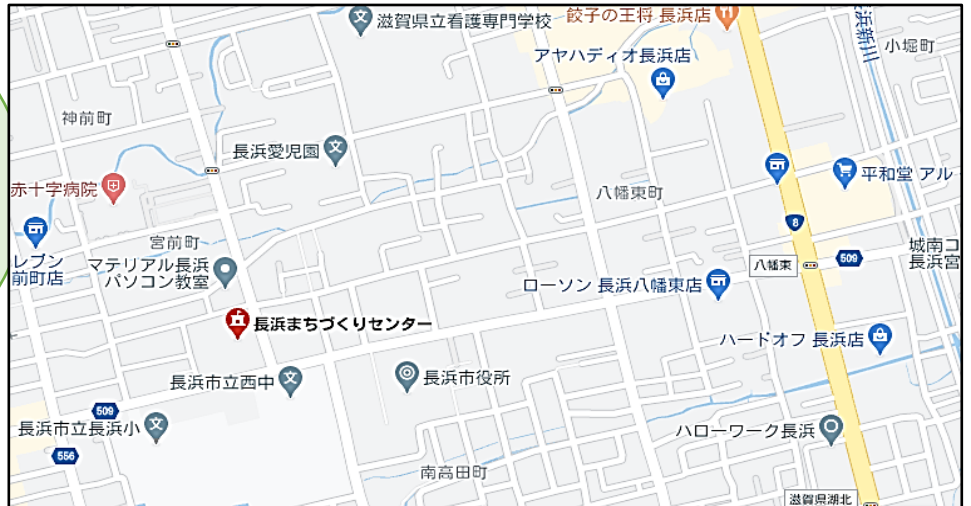 滋賀県立看護専門学校
餃子の王将 長浜店
長浜新川
小堀町
アヤハディオ長浜店
神前町
長浜愛児園
赤十字病院
八幡東町
平和堂 アル
8
宮前町
レブン
前町店
マテリアル長浜
パソコン教室
八幡東
509
城南コ
長浜宮
ローソン 長浜八幡東店
長浜まちづくりセンター
ハードオフ 長浜店
長浜市立西中
長浜市役所
509
長浜市立長浜小
ハローワーク長浜
556
南高田町
滋賀県湖北